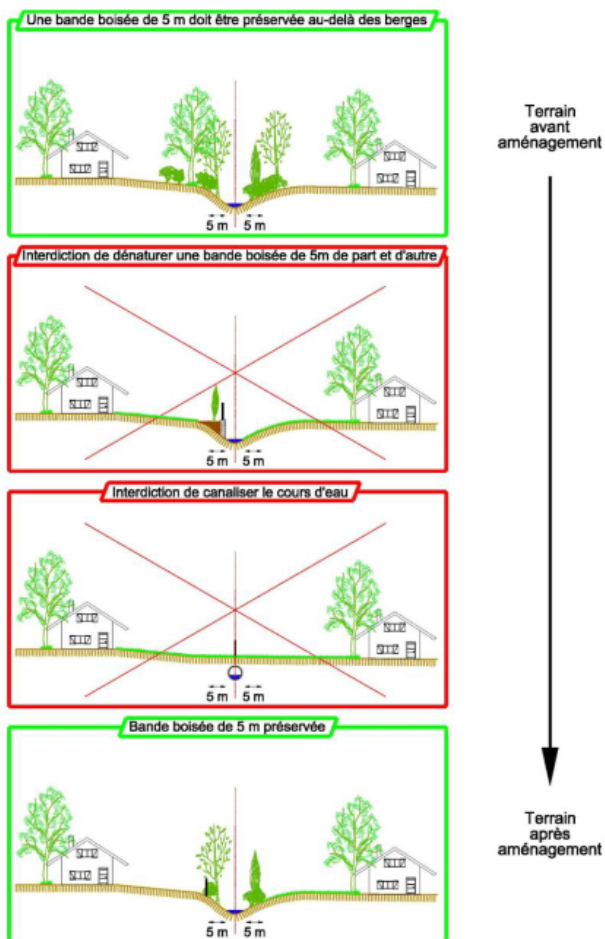 Une bande boisée de 5 m doit être préservée au-delà des berges
5 m 5 m
Terrain
avant
aménagement
Interdiction de dénaturer une bande boisée de 5m de part et d'autre
5 m 5 m
Interdiction de canaliser le cours d'eau
5 m 5 m
Bande boisée de 5 m préservée
5 m 5 m
Terrain
après
aménagement